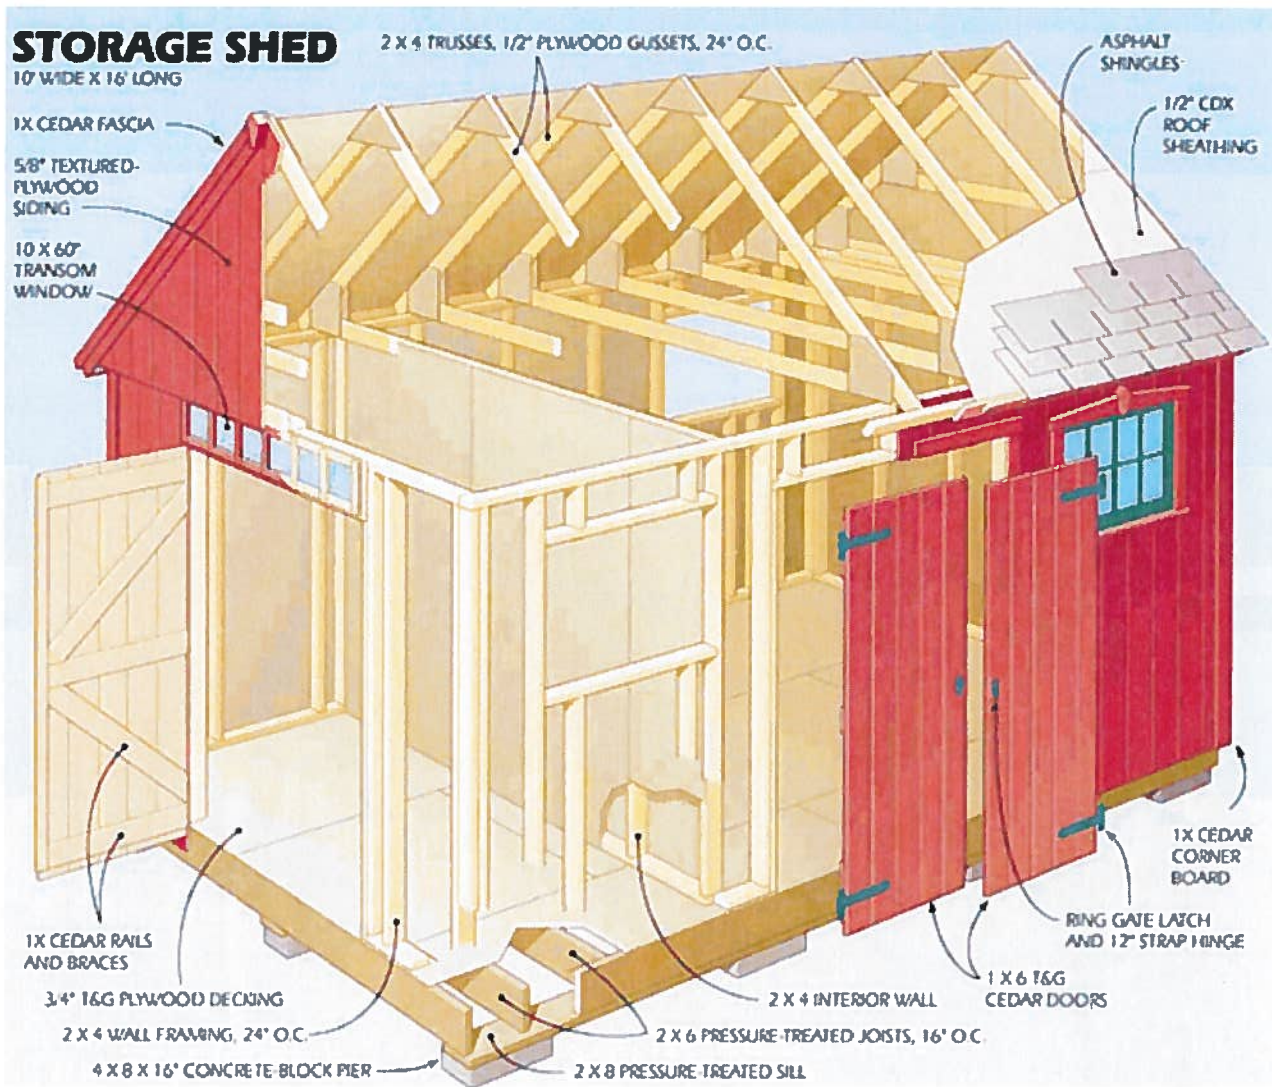 STORAGE SHED
10' WIDE X 16' LONG
2 X 4 TRUSSES, 1/2" PLYWOOD GUSSETS, 24" O.C.
ASPHALT
SHINGLES
1/2" CDX
ROOF
SHEATHING
1X CEDAR FASCIA
5/8" TEXTURED-
PLYWOOD
SIDING
10 X 60"
TRANSOM
WINDOW
1X CEDAR
CORNER
BOARD
RING GATE LATCH
AND 12" STRAP HINGE
1 X 6 T&G
CEDAR DOORS
1X CEDAR RAILS
AND BRACES
3/4" T&G PLYWOOD DECKING
2 X 4 INTERIOR WALL
2 X 4 WALL FRAMING, 24" O.C.
2 X 6 PRESSURE-TREATED JOISTS, 16" O.C.
4 X 8 X 16" CONCRETE-BLOCK PIER
2 X 8 PRESSURE-TREATED SILL